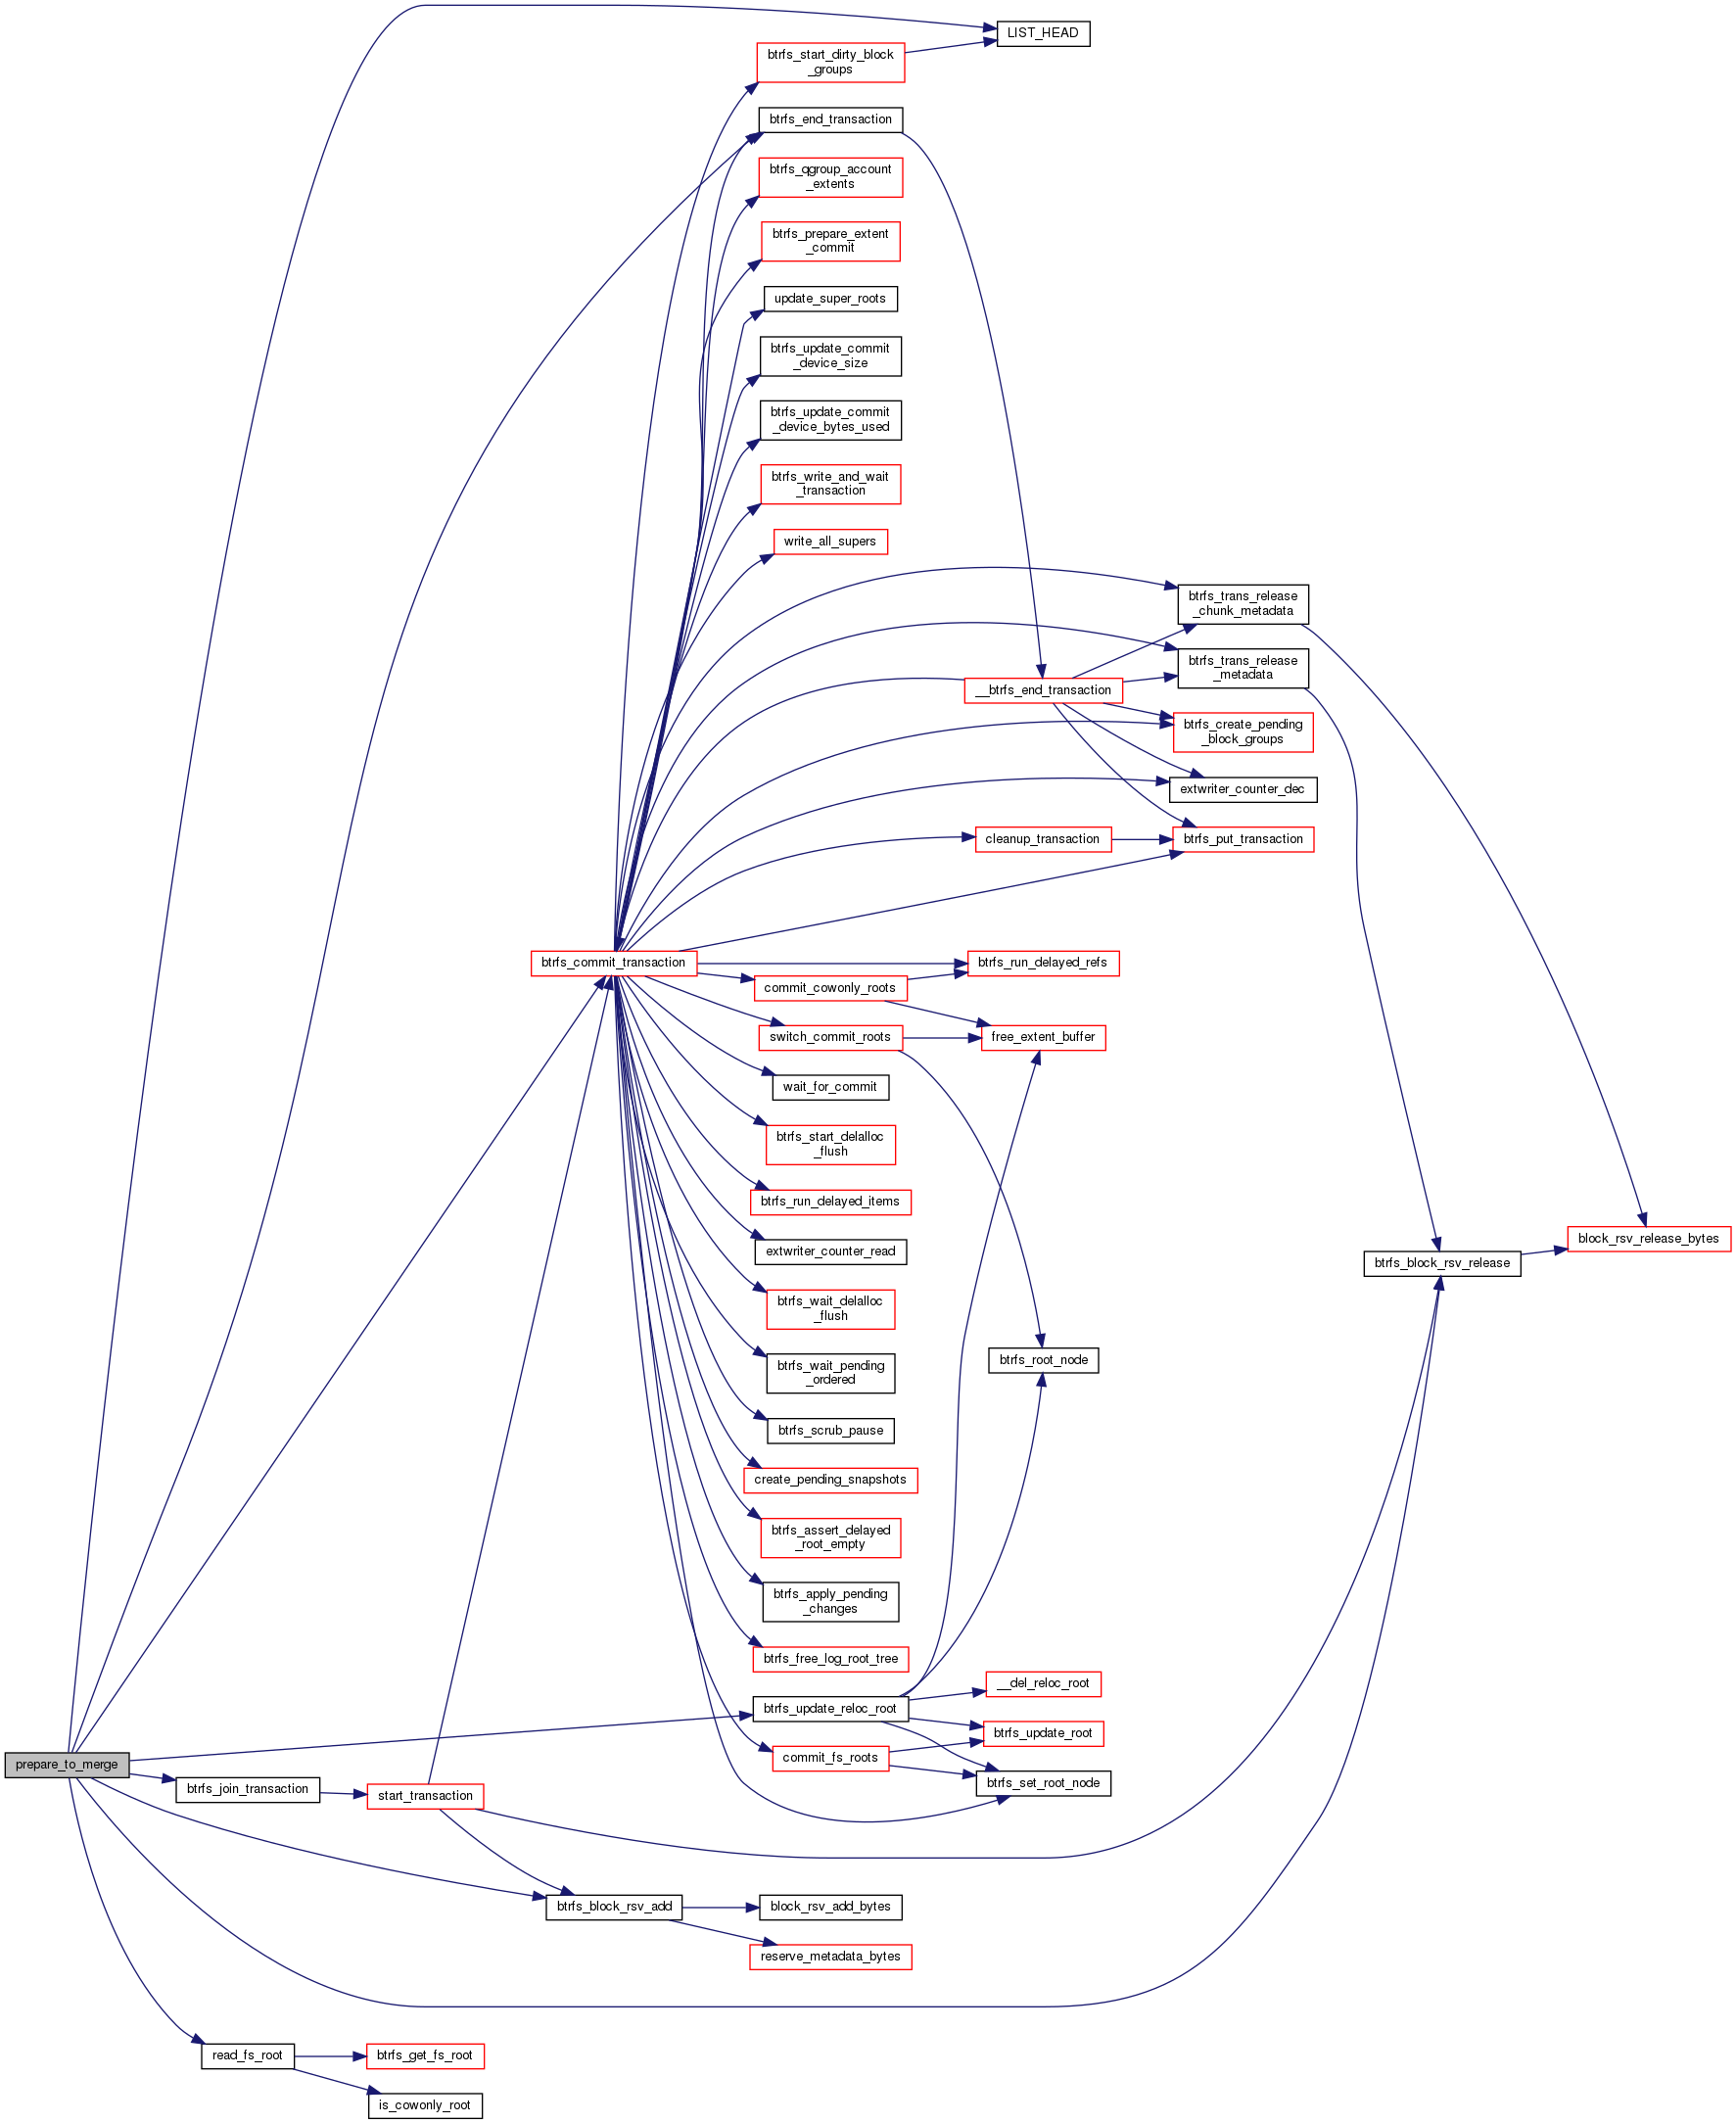 LIST_HEAD
btrfs_start_dirty_block
_groups
btrfs_end_transaction
btrfs_qgroup_account
_extents
btrfs_prepare_extent
_commit
update_super_roots
btrfs_update_commit
_device_size
btrfs_update_commit
_device_bytes_used
btrfs_write_and_wait
_transaction
write_all_supers
btrfs_trans_release
_chunk_metadata
btrfs_trans_release
_metadata
__btrfs_end_transaction
btrfs_create_pending
_block_groups
extwriter_counter_dec
cleanup_transaction
btrfs_put_transaction
btrfs_commit_transaction
btrfs_run_delayed_refs
commit_cowonly_roots
switch_commit_roots
free_extent_buffer
wait_for_commit
btrfs_start_delalloc
_flush
btrfs_run_delayed_items
block_rsv_release_bytes
extwriter_counter_read
btrfs_block_rsv_release
btrfs_wait_delalloc
_flush
btrfs_root_node
btrfs_wait_pending
_ordered
btrfs_scrub_pause
create_pending_snapshots
btrfs_assert_delayed
_root_empty
btrfs_apply_pending
_changes
btrfs_free_log_root_tree
__del_reloc_root
btrfs_update_reloc_root
btrfs_update_root
commit_fs_roots
prepare_to_merge
btrfs_set_root_node
btrfs_join_transaction
start_transaction
btrfs_block_rsv_add
block_rsv_add_bytes
reserve_metadata_bytes
read_fs_root
btrfs_get_fs_root
is_cowonly_root